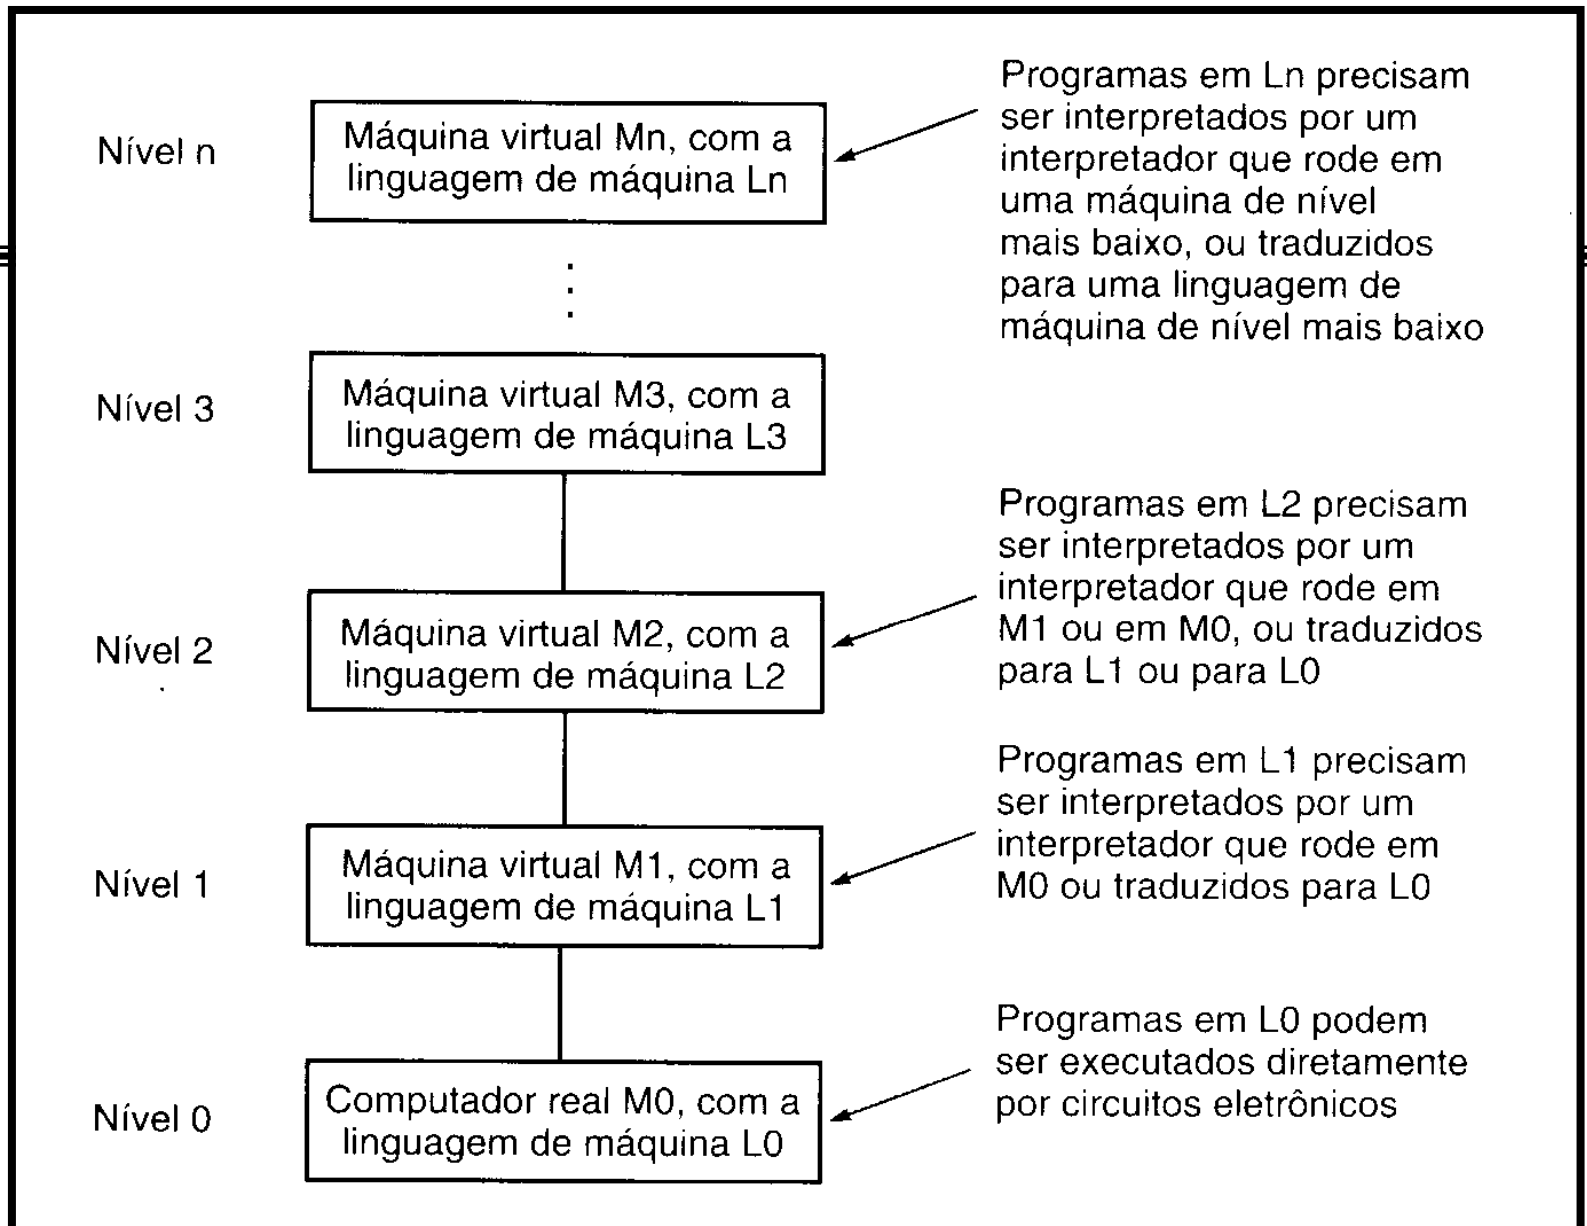 Nível n
Máquina virtual Mn, com a
linguagem de máquina Ln
Programas em Ln precisam
ser interpretados por um
interpretador que rode em
uma máquina de nível
mais baixo, ou traduzidos
para uma linguagem de
máquina de nível mais baixo
Nível 3
Máquina virtual M3, com a
linguagem de máquina L3
Nível 2
Máquina virtual M2, com a
linguagem de máquina L2
Programas em L2 precisam
ser interpretados por um
interpretador que rode em
M1 ou em M0, ou traduzidos
para L1 ou para L0
Nível 1
Máquina virtual M1, com a
linguagem de máquina L1
Programas em L1 precisam
ser interpretados por um
interpretador que rode em
M0 ou traduzidos para L0
Nível 0
Computador real M0, com a
linguagem de máquina L0
Programas em L0 podem
ser executados diretamente
por circuitos eletrônicos